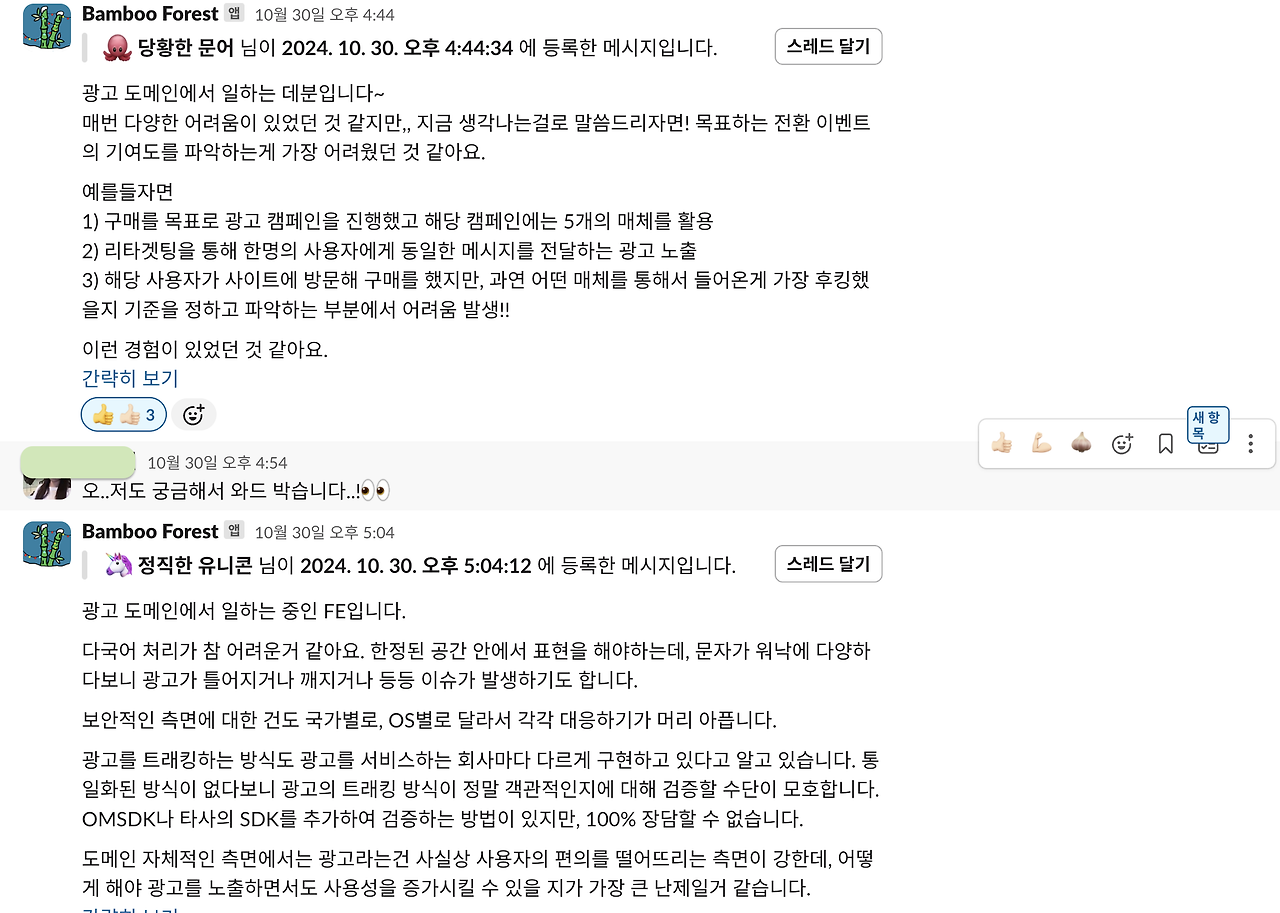 Bamboo Forest 앱 10월 30일 오후 4:44
당황한 문어 님이 2024. 10. 30. 오후 4:44:34 에 등록한 메시지입니다.
스레드 달기
광고 도메인에서 일하는 데분입니다~
매번 다양한 어려움이 있었던 것 같지만,, 지금 생각나는걸로 말씀드리자면! 목표하는 전환 이벤트
의 기여도를 파악하는게 가장 어려웠던 것 같아요.
예를들자면
1) 구매를 목표로 광고 캠페인을 진행했고 해당 캠페인에는 5개의 매체를 활용
2) 리타겟팅을 통해 한명의 사용자에게 동일한 메시지를 전달하는 광고 노출
3) 해당 사용자가 사이트에 방문해 구매를 했지만, 과연 어떤 매체를 통해서 들어온게 가장 후킹했
을지 기준을 정하고 파악하는 부분에서 어려움 발생!!
이런 경험이 있었던 것 같아요.
간략히 보기
3
새 항
목
10월 30일 오후 4:54
오..저도 궁금해서 와드 박습니다..!👀
Bamboo Forest 앱 10월 30일 오후 5:04
정직한 유니콘 님이 2024. 10. 30. 오후 5:04:12 에 등록한 메시지입니다.
스레드 달기
광고 도메인에서 일하는 중인 FE입니다.
다국어 처리가 참 어려운거 같아요. 한정된 공간 안에서 표현을 해야하는데, 문자가 워낙에 다양하
다보니 광고가 틀어지거나 깨지거나 등등 이슈가 발생하기도 합니다.
보안적인 측면에 대한 건도 국가별로, OS별로 달라서 각각 대응하기가 머리 아픕니다.
광고를 트래킹하는 방식도 광고를 서비스하는 회사마다 다르게 구현하고 있다고 알고 있습니다. 통
일화된 방식이 없다보니 광고의 트래킹 방식이 정말 객관적인지에 대해 검증할 수단이 모호합니다.
OMSDK나 타사의 SDK를 추가하여 검증하는 방법이 있지만, 100% 장담할 수 없습니다.
도메인 자체적인 측면에서는 광고라는건 사실상 사용자의 편의를 떨어뜨리는 측면이 강한데, 어떻
게 해야 광고를 노출하면서도 사용성을 증가시킬 수 있을 지가 가장 큰 난제일거 같습니다.